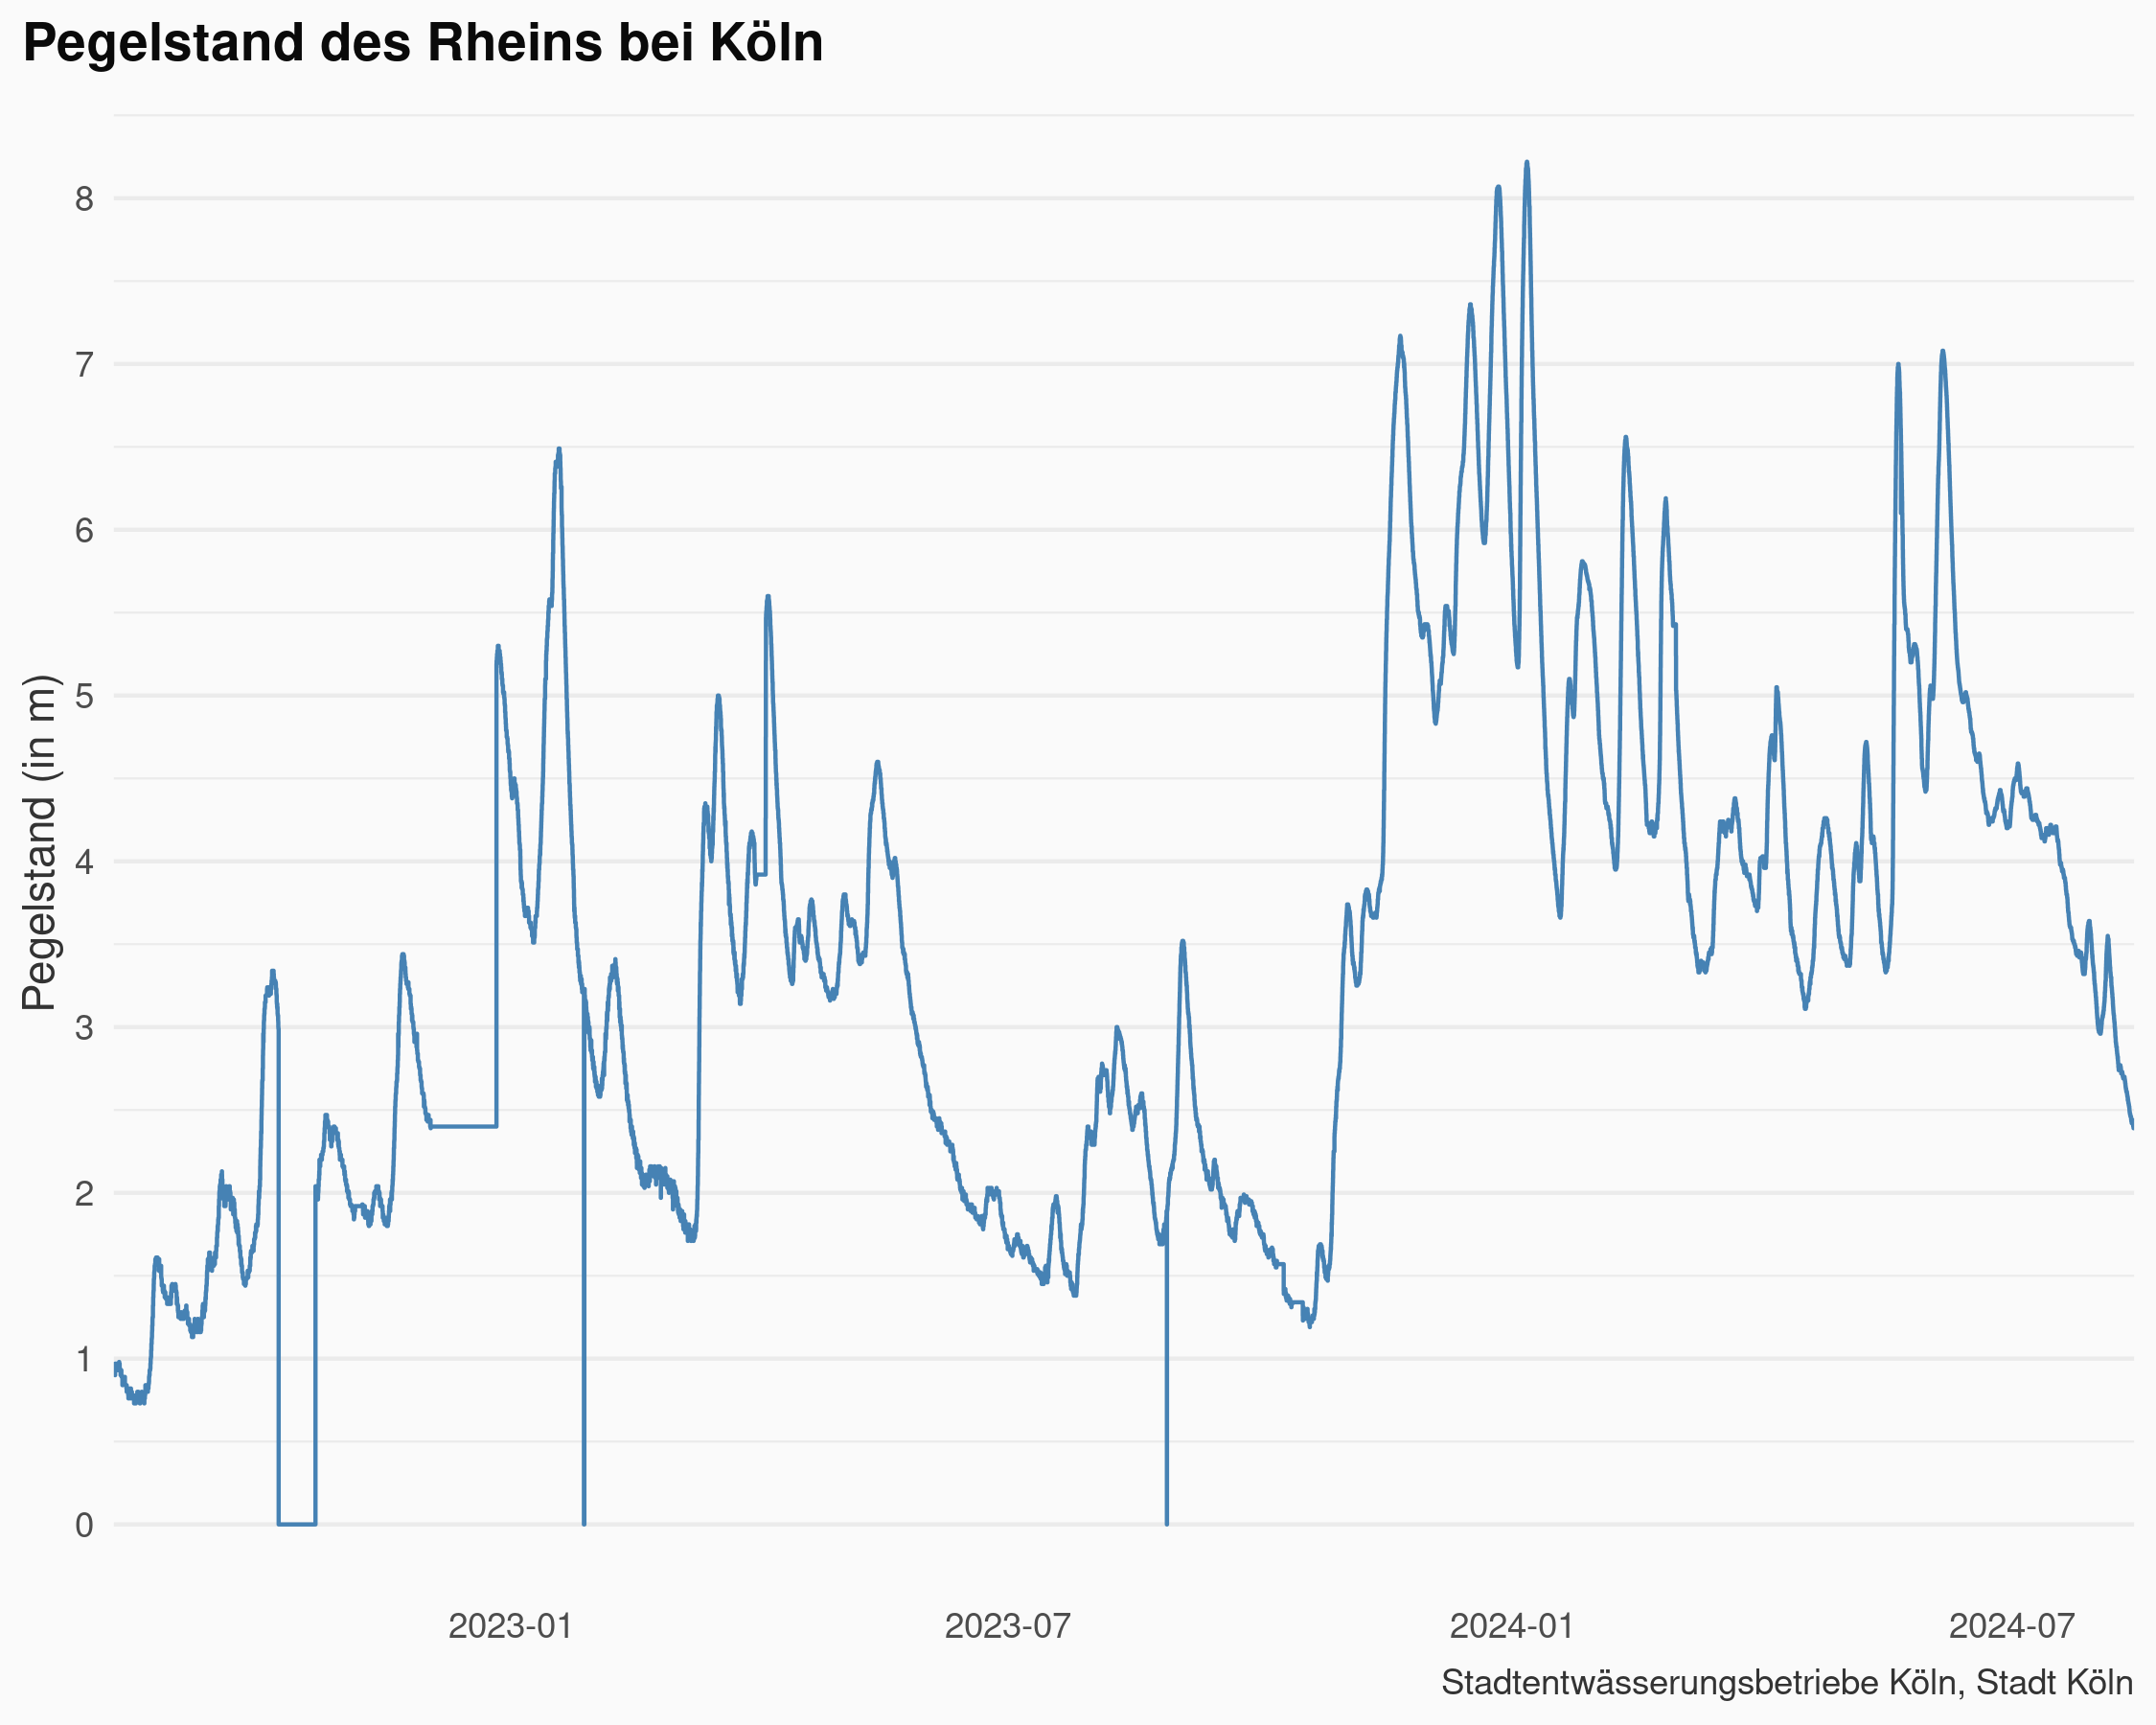 Pegelstand des Rheins bei Köln
Pegelstand (in m)
8
7
6
5
4
3
2
1
0
2023-01 2023-07 2024-01 2024-07
Stadtentwässerungsbetriebe Köln, Stadt Köln